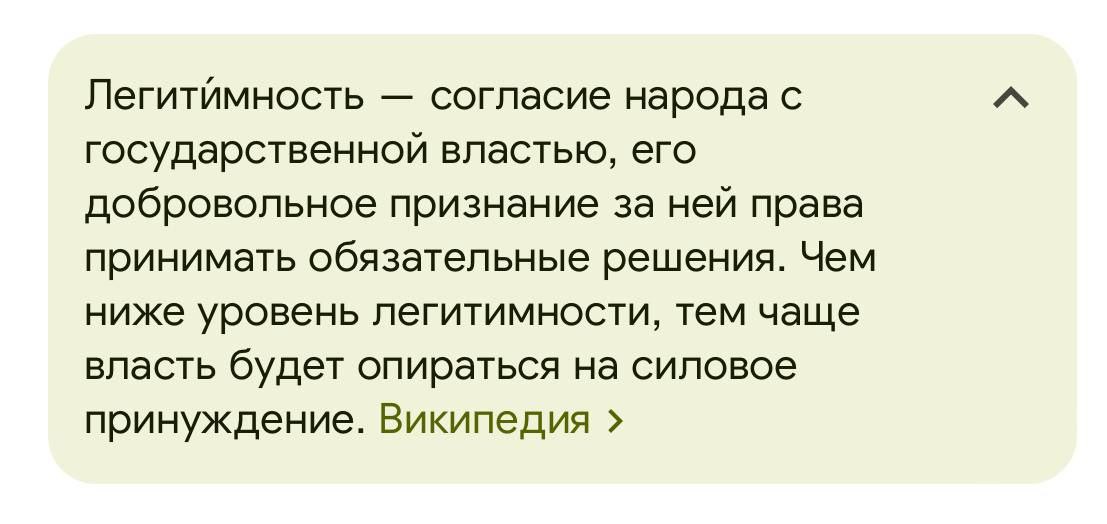 Легити́мность — согласие народа с
государственной властью, его
добровольное признание за ней права
принимать обязательные решения. Чем
ниже уровень легитимности, тем чаще
власть будет опираться на силовое
принуждение. Википедия >